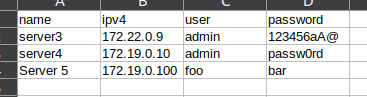 A B C D
name ipv4 user password
server3 172.22.0.9 admin 123456aA@
server4 172.19.0.10 admin passw0rd
Server 5 172.19.0.100 foo bar